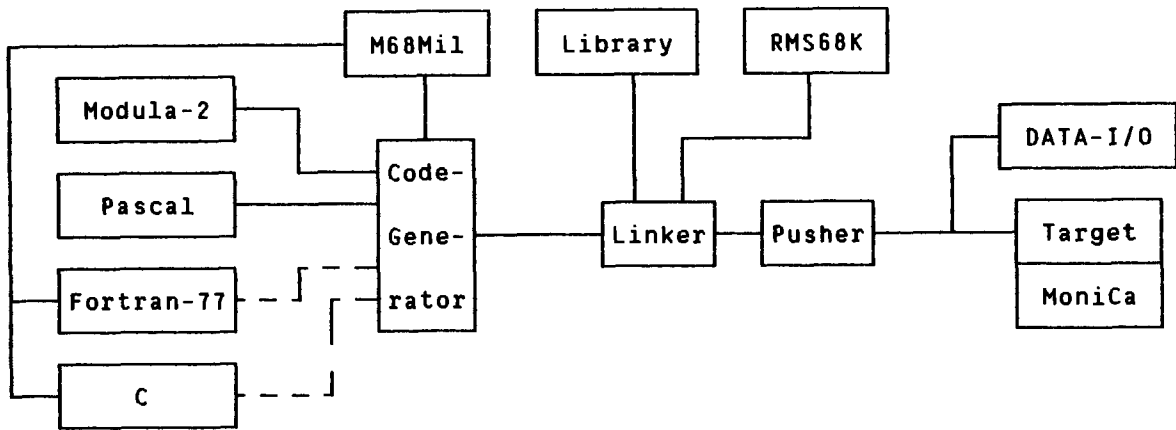 M68Mil
Library
RMS68K
Modula-2
DATA-I/O
Code-
Pascal
Gene-
Linker
Pusher
Target
Fortran-77
rator
MoniCa
C